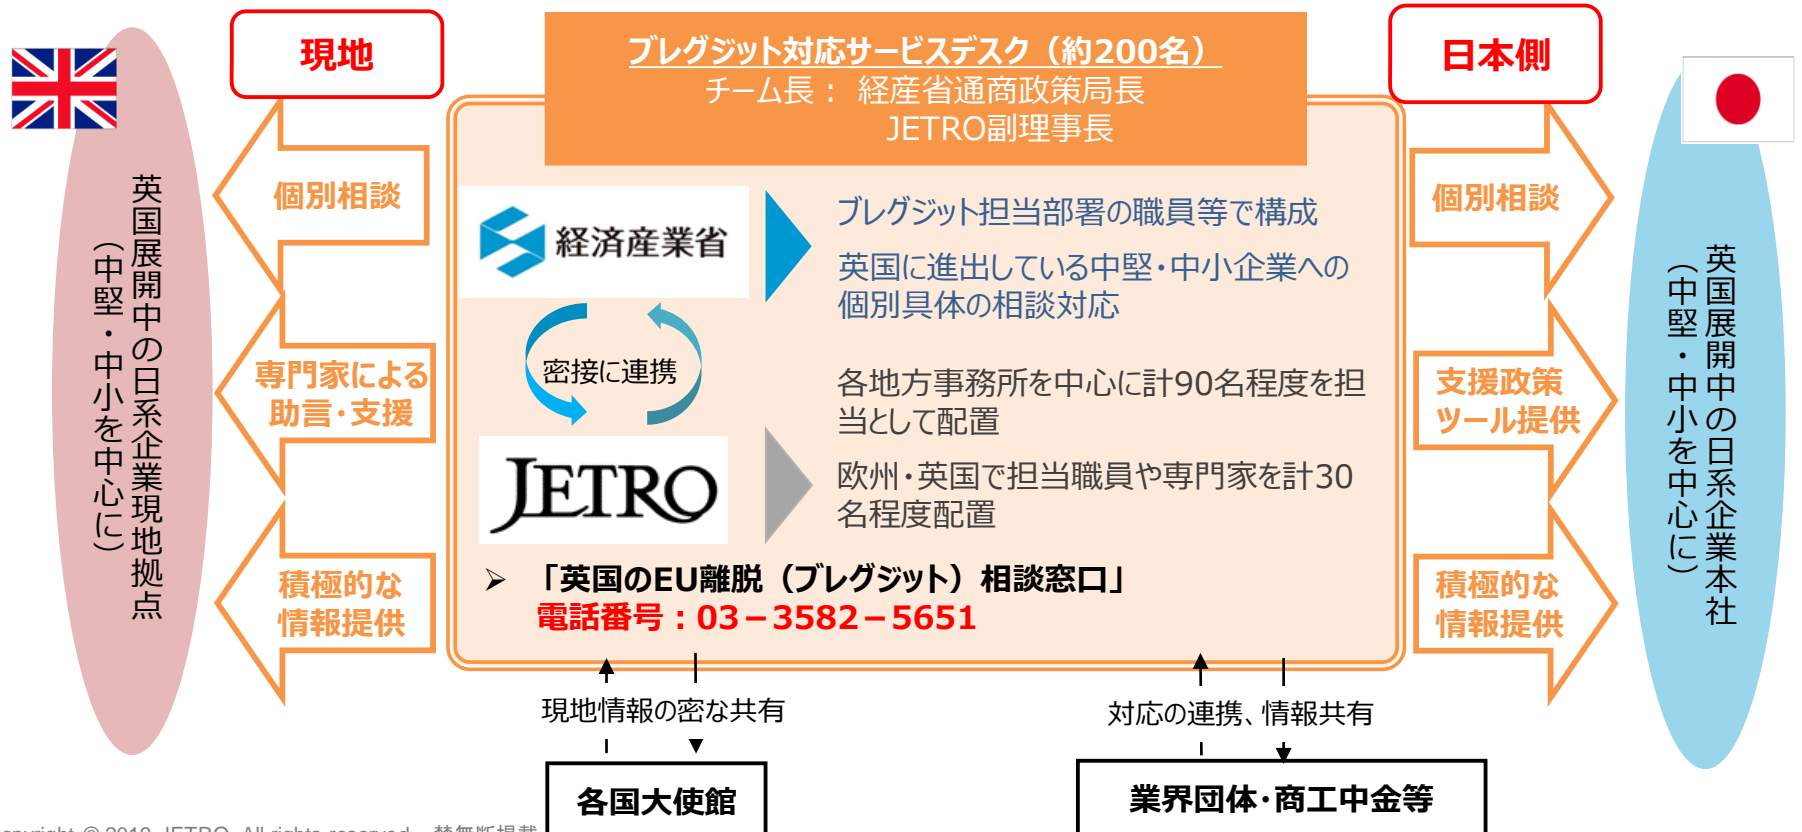 現地
ブレグジット対応サービスデスク（約200名）
チーム長： 経産省通商政策局長
JETRO副理事長
日本側
英国展開中の日系企業現地拠点
（中堅・中小を中心に）
個別相談
専門家による
助言・支援
積極的な
情報提供
経済産業省
ブレグジット担当部署の職員等で構成
英国に進出している中堅・中小企業への
個別具体の相談対応
密接に連携
各地方事務所を中心に計90名程度を担
当として配置
JETRO
欧州・英国で担当職員や専門家を計30
名程度配置
➢ 「英国のEU離脱（ブレグジット）相談窓口」
電話番号：03－3582－5651
個別相談
支援政策
ツール提供
積極的な
情報提供
英国展開中の日系企業本社
（中堅・中小を中心に）
現地情報の密な共有
対応の連携、情報共有
各国大使館
業界団体・商工中金等